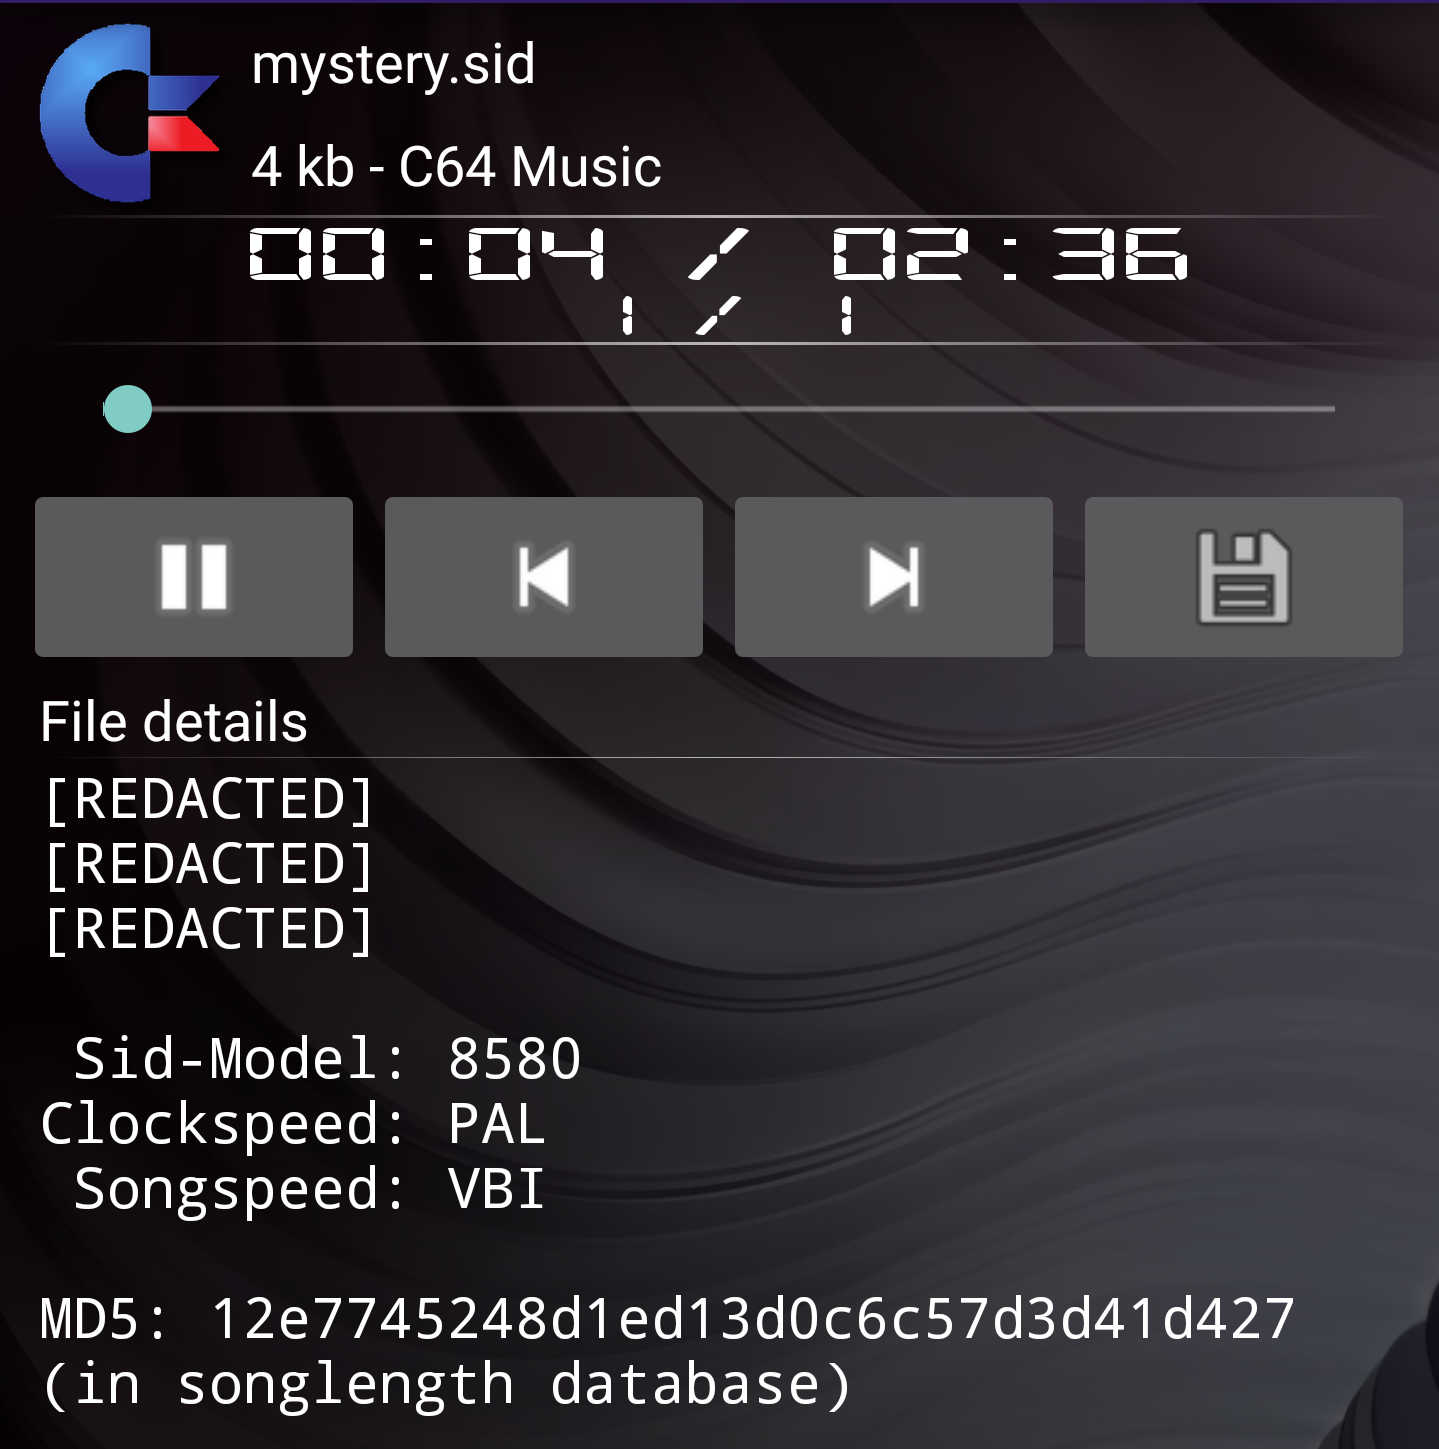 mystery.sid
4 kb - C64 Music
00:04 / 02:36
1 / 1
File details
[REDACTED]
[REDACTED]
[REDACTED]
Sid-Model: 8580
Clockspeed: PAL
Songspeed: VBI
MD5: 12e7745248d1ed13d0c6c57d3d41d427
(in songlength database)